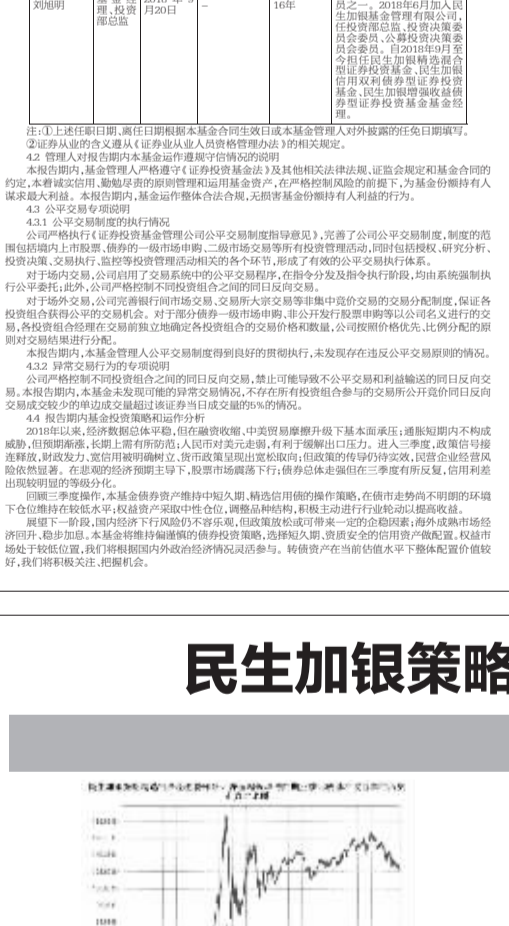 刘旭明
基金经
理、投资
部总监
月20日
–
16年
员之一。2018年6月加入民
生加银基金管理有限公司,
任投资部总监、投资决策委
员会委员、公募投资决策委
员会委员。自2018年9月至
今担任民生加银精选混合
型证券投资基金、民生加银
信用双利债券型证券投资
基金、民生加银增强收益债
券型证券投资基金基金经
理。
注:①上述任职日期、离任日期根据本基金合同生效日或本基金管理人对外披露的任免日期填写。
②证券从业的含义遵从《证券业从业人员资格管理办法》的相关规定。
4.2 管理人对报告期内本基金运作遵规守信情况的说明
本报告期内,基金管理人严格遵守《证券投资基金法》及其他相关法律法规、证监会规定和基金合同的
约定,本着诚实信用、勤勉尽责的原则管理和运用基金资产,在严格控制风险的前提下,为基金份额持有人
谋求最大利益。本报告期内,基金运作整体合法合规,无损害基金份额持有人利益的行为。
4.3 公平交易专项说明
4.3.1 公平交易制度的执行情况
公司严格执行《证券投资基金管理公司公平交易制度指导意见》,完善了公司公平交易制度,制度的范
围包括境内上市股票、债券的一级市场申购、二级市场交易等所有投资管理活动,同时包括授权、研究分析、
投资决策、交易执行、监控等投资管理活动相关的各个环节,形成了有效的公平交易执行体系。
对于场内交易,公司启用了交易系统中的公平交易程序,在指令分发及指令执行阶段,均由系统强制执
行公平委托;此外,公司严格控制不同投资组合之间的同日反向交易。
对于场外交易,公司完善银行间市场交易、交易所大宗交易等非集中竞价交易的交易分配制度,保证各
投资组合获得公平的交易机会。对于部分债券一级市场申购、非公开发行股票申购等以公司名义进行的交
易,各投资组合经理在交易前独立地确定各投资组合的交易价格和数量,公司按照价格优先、比例分配的原
则对交易结果进行分配。
本报告期内,本基金管理人公平交易制度得到良好的贯彻执行,未发现存在违反公平交易原则的情况。
4.3.2 异常交易行为的专项说明
公司严格控制不同投资组合之间的同日反向交易,禁止可能导致不公平交易和利益输送的同日反向交
易。本报告期内,本基金未发现可能的异常交易情况,不存在所有投资组合参与的交易所公开竞价同日反向
交易成交较少的单边成交量超过该证券当日成交量的5%的情况。
4.4 报告期内基金投资策略和运作分析
2018年以来,经济数据总体平稳,但在融资收缩、中美贸易摩擦升级下基本面承压;通胀短期内不构成
威胁,但预期渐涨,长期上需有所防范;人民币对美元走弱,有利于缓解出口压力。进入三季度,政策信号接
连释放,财政发力、宽信用被明确树立、货币政策呈现出宽松取向;但政策的传导仍待实效,民营企业经营风
险依然显著。在悲观的经济预期主导下,股票市场震荡下行;债券总体走强但在三季度有所反复,信用利差
出现较明显的等级分化。
回顾三季度操作,本基金债券资产维持中短久期,精选信用债的操作策略,在债市走势尚不明朗的环境
下仓位维持在较低水平;权益资产采取中性仓位,调整品种结构,积极主动进行行业轮动以提高收益。
展望下一阶段,国内经济下行风险仍不容乐观,但政策放松或可带来一定的企稳因素;海外成熟市场经
济回升、稳步加息。本基金将维持偏谨慎的债券投资策略,选择短久期、资质安全的信用资产做配置。权益市
场处于较低位置,我们将根据国内外政治经济情况灵活参与。转债资产在当前估值水平下整体配置价值较
好,我们将积极关注、把握机会。
民生加银策略